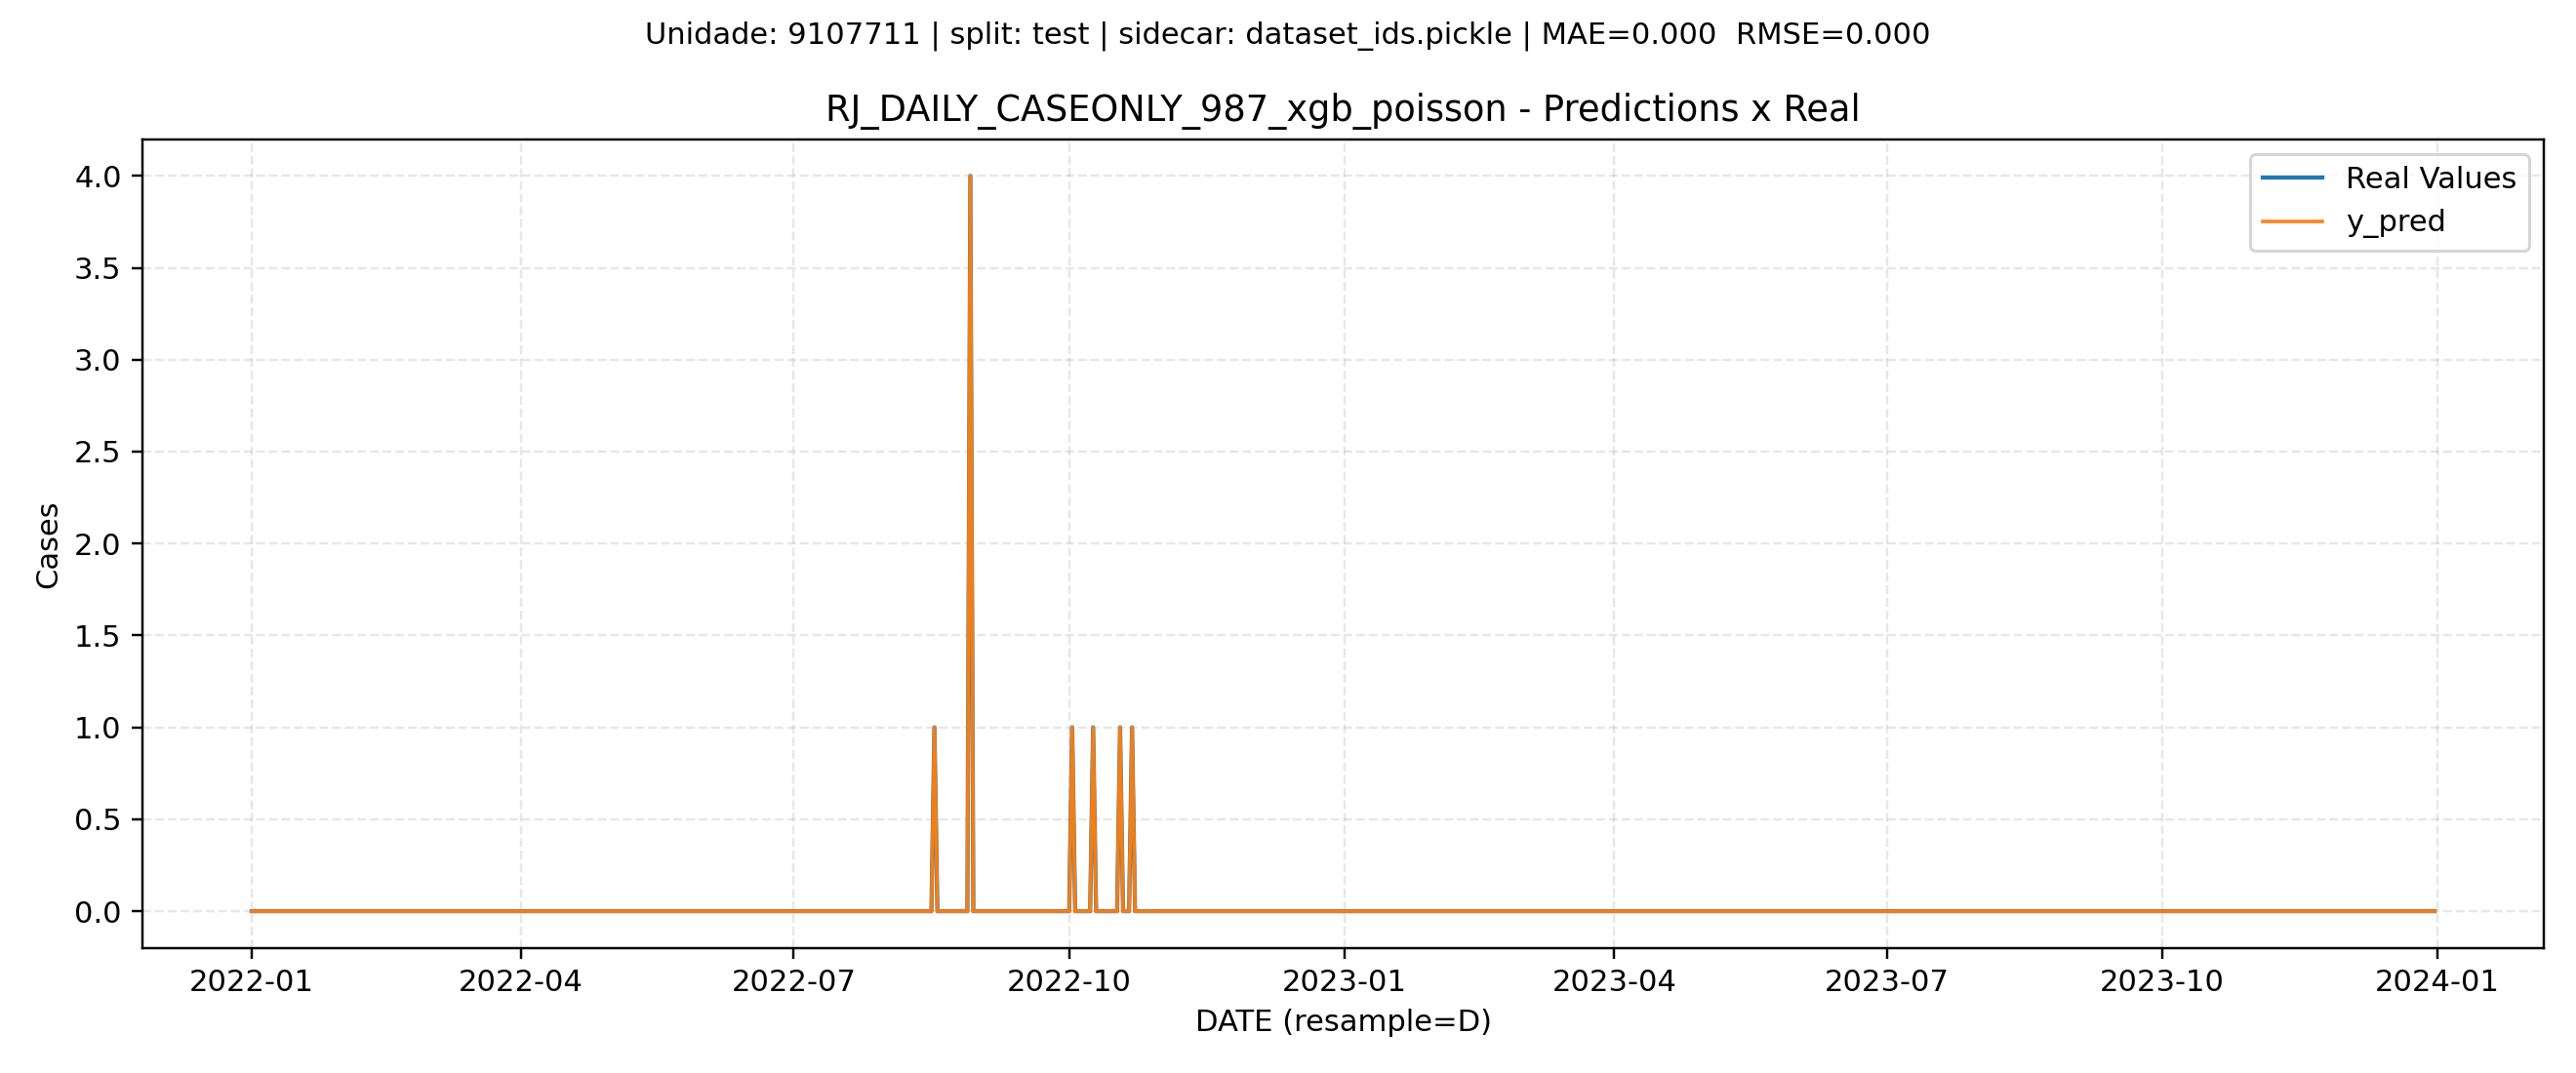 Unidade: 9107711 | split: test | sidecar: dataset_ids.pickle | MAE=0.000  RMSE=0.000
RJ_DAILY_CASEONLY_987_xgb_poisson - Predictions x Real
Real Values
y_pred
4.0
3.5
3.0
2.5
2.0
1.5
1.0
0.5
0.0
Cases
2022-01 2022-04 2022-07 2022-10 2023-01 2023-04 2023-07 2023-10 2024-01
DATE (resample=D)